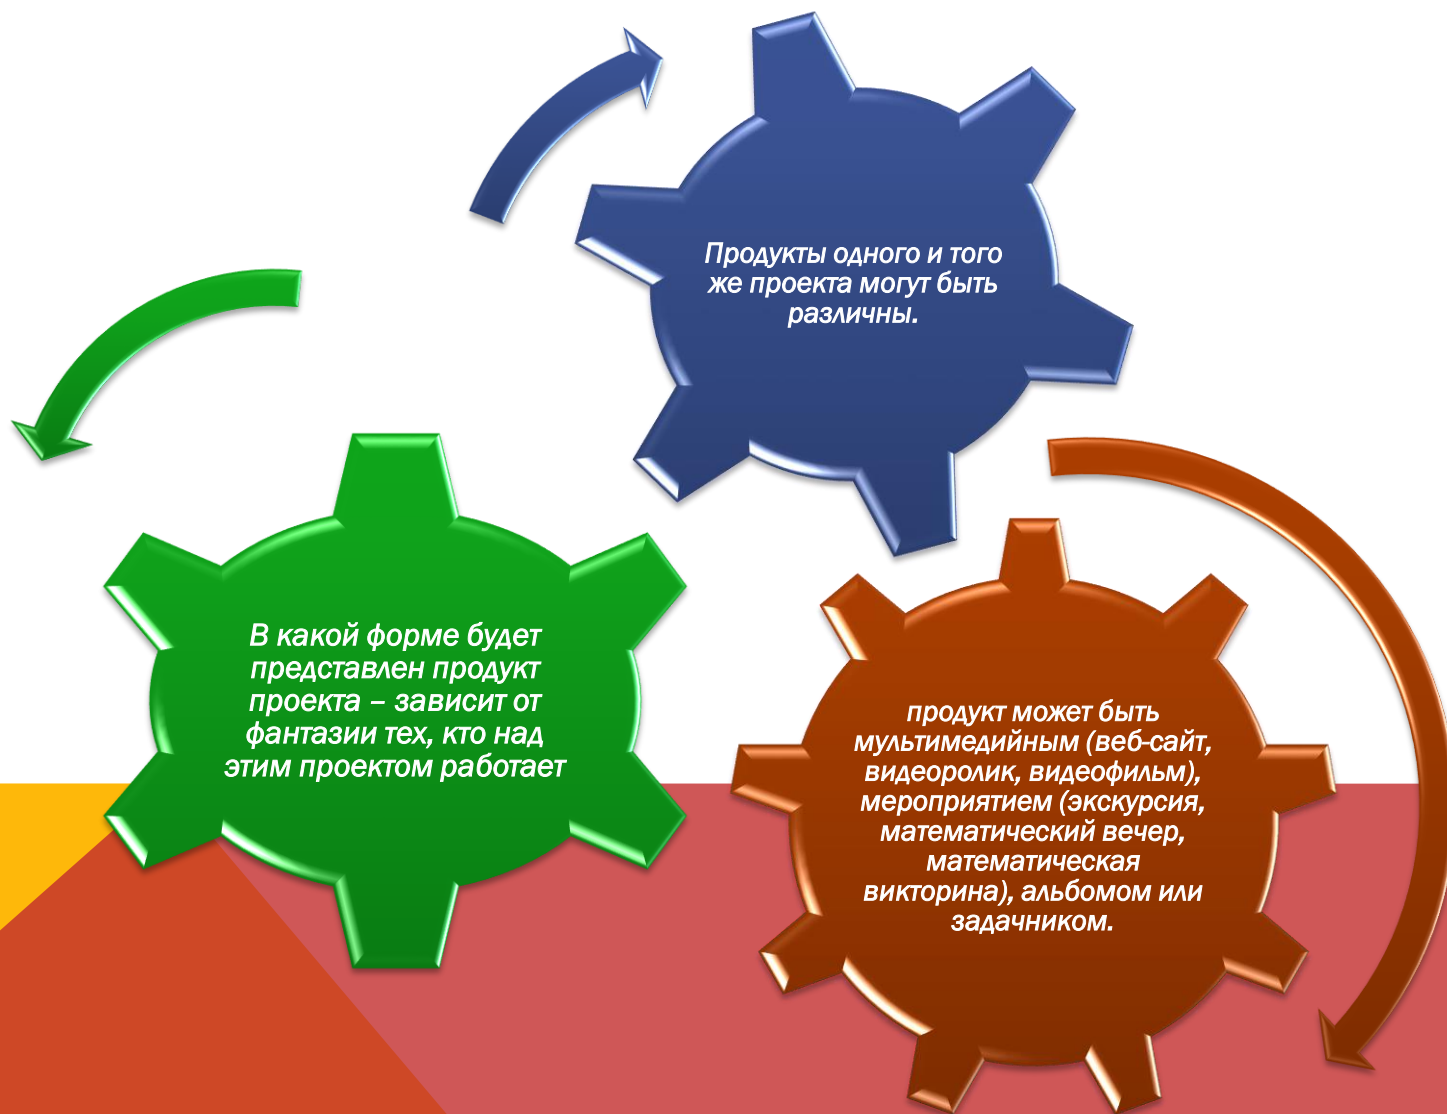 Продукты одного и того
же проекта могут быть
различны.
В какой форме будет
представлен продукт
проекта – зависит от
фантазии тех, кто над
этим проектом работает
продукт может быть
мультимедийным (веб-сайт,
видеоролик, видеофильм),
мероприятием (экскурсия,
математический вечер,
математическая
викторина), альбомом или
задачником.